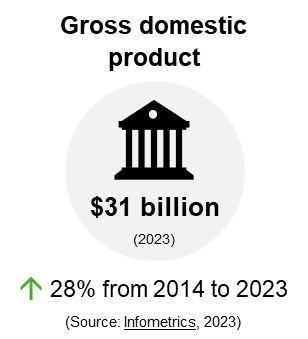 Gross domestic
product
$31 billion
(2023)
28% from 2014 to 2023
(Source: Infometrics, 2023)